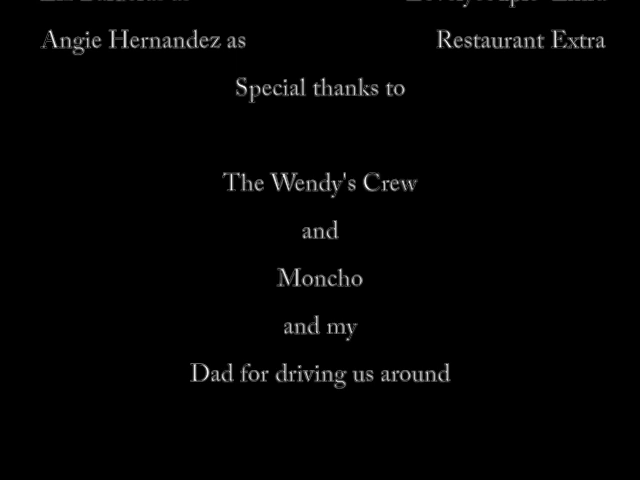 Angie Hernandez as Restaurant Extra
Special thanks to
The Wendy's Crew
and
Moncho
and my
Dad for driving us around